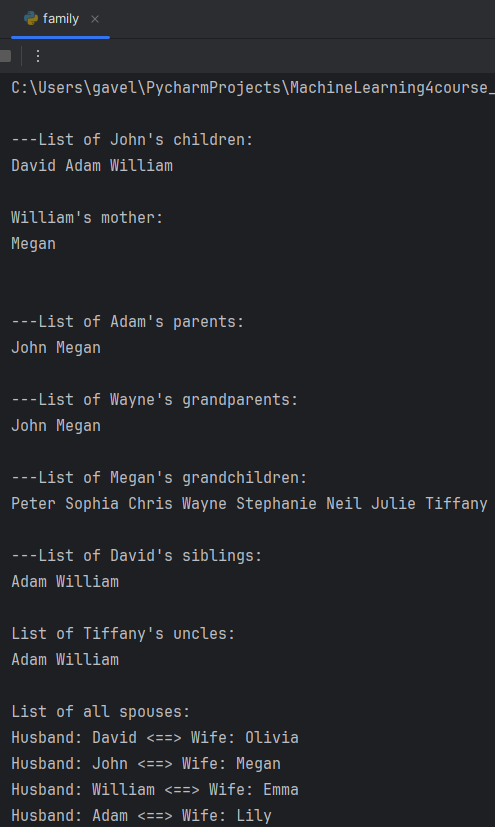 family
C:\Users\gavel\PycharmProjects\MachineLearning4course_
---List of John's children:
David Adam William
William's mother:
Megan
---List of Adam's parents:
John Megan
---List of Wayne's grandparents:
John Megan
---List of Megan's grandchildren:
Peter Sophia Chris Wayne Stephanie Neil Julie Tiffany
---List of David's siblings:
Adam William
List of Tiffany's uncles:
Adam William
List of all spouses:
Husband: David <==> Wife: Olivia
Husband: John <==> Wife: Megan
Husband: William <==> Wife: Emma
Husband: Adam <==> Wife: Lily